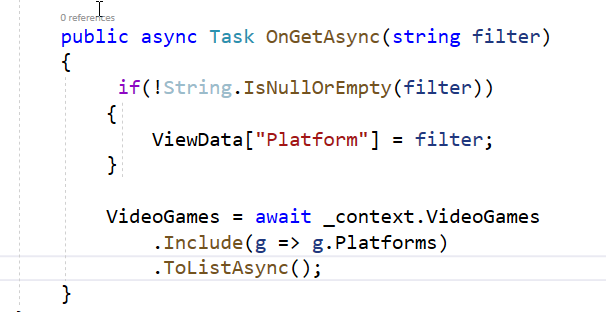 0 references
public async Task OnGetAsync(string filter)
{
if(!String.IsNullOrEmpty(filter))
{
ViewData["Platform"] = filter;
}
VideoGames = await _context.VideoGames
.Include(g => g.Platforms)
.ToListAsync();
}